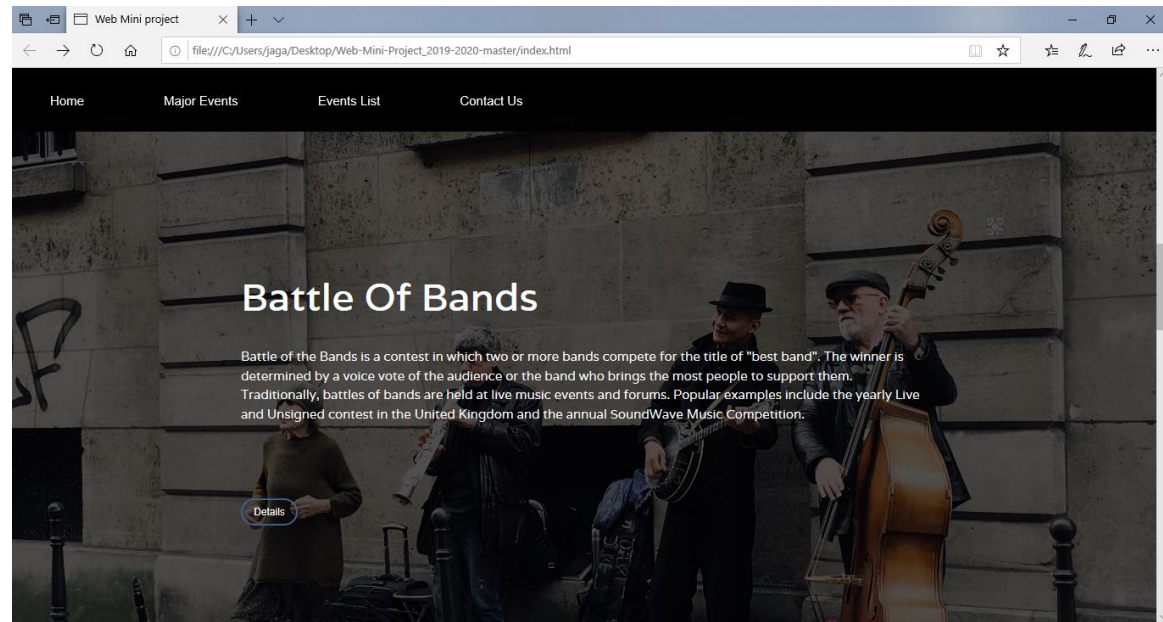 Web Mini project
file:///C:/Users/jaga/Desktop/Web-Mini-Project_2019-2020-master/index.html
Home Major Events Events List Contact Us
Battle Of Bands
Battle of the Bands is a contest in which two or more bands compete for the title of "best band". The winner is
determined by a voice vote of the audience or the band who brings the most people to support them.
Traditionally, battles of bands are held at live music events and forums. Popular examples include the yearly Live
and Unsigned contest in the United Kingdom and the annual SoundWave Music Competition.
Details